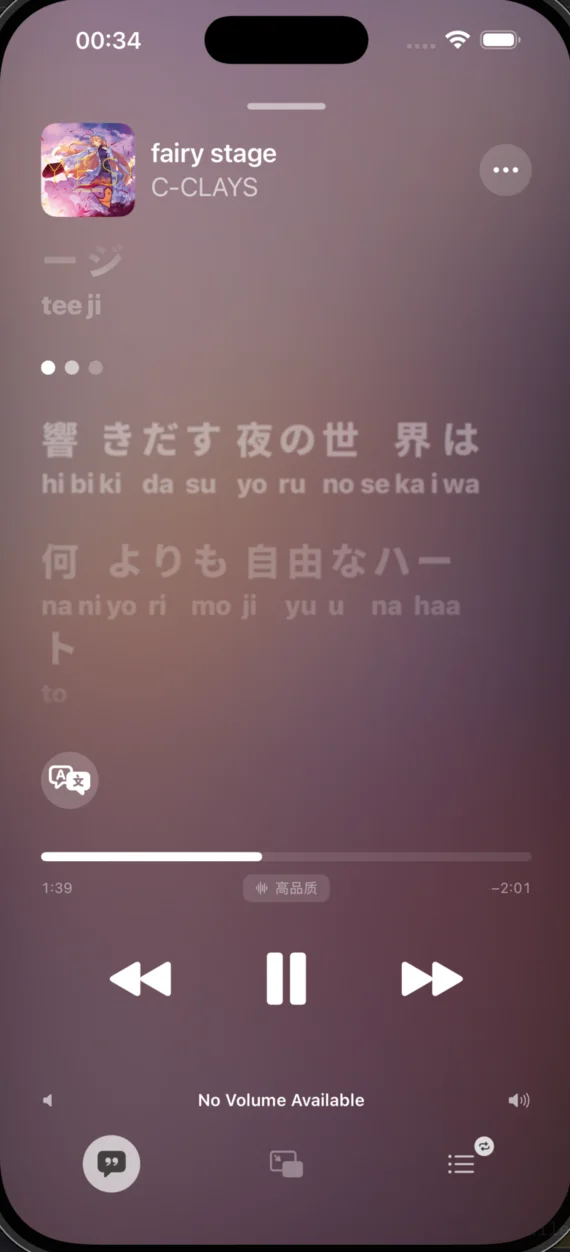 00:34
fairy stage
C-CLAYS
ージ
tee ji
響きだす夜の世界は
hi bi ki da su yo ru no se ka i wa
何よりも自由なハー
na ni yo ri mo ji yu u na haa
ト
to
A 文
1:39
高品质
-2:01
No Volume Available